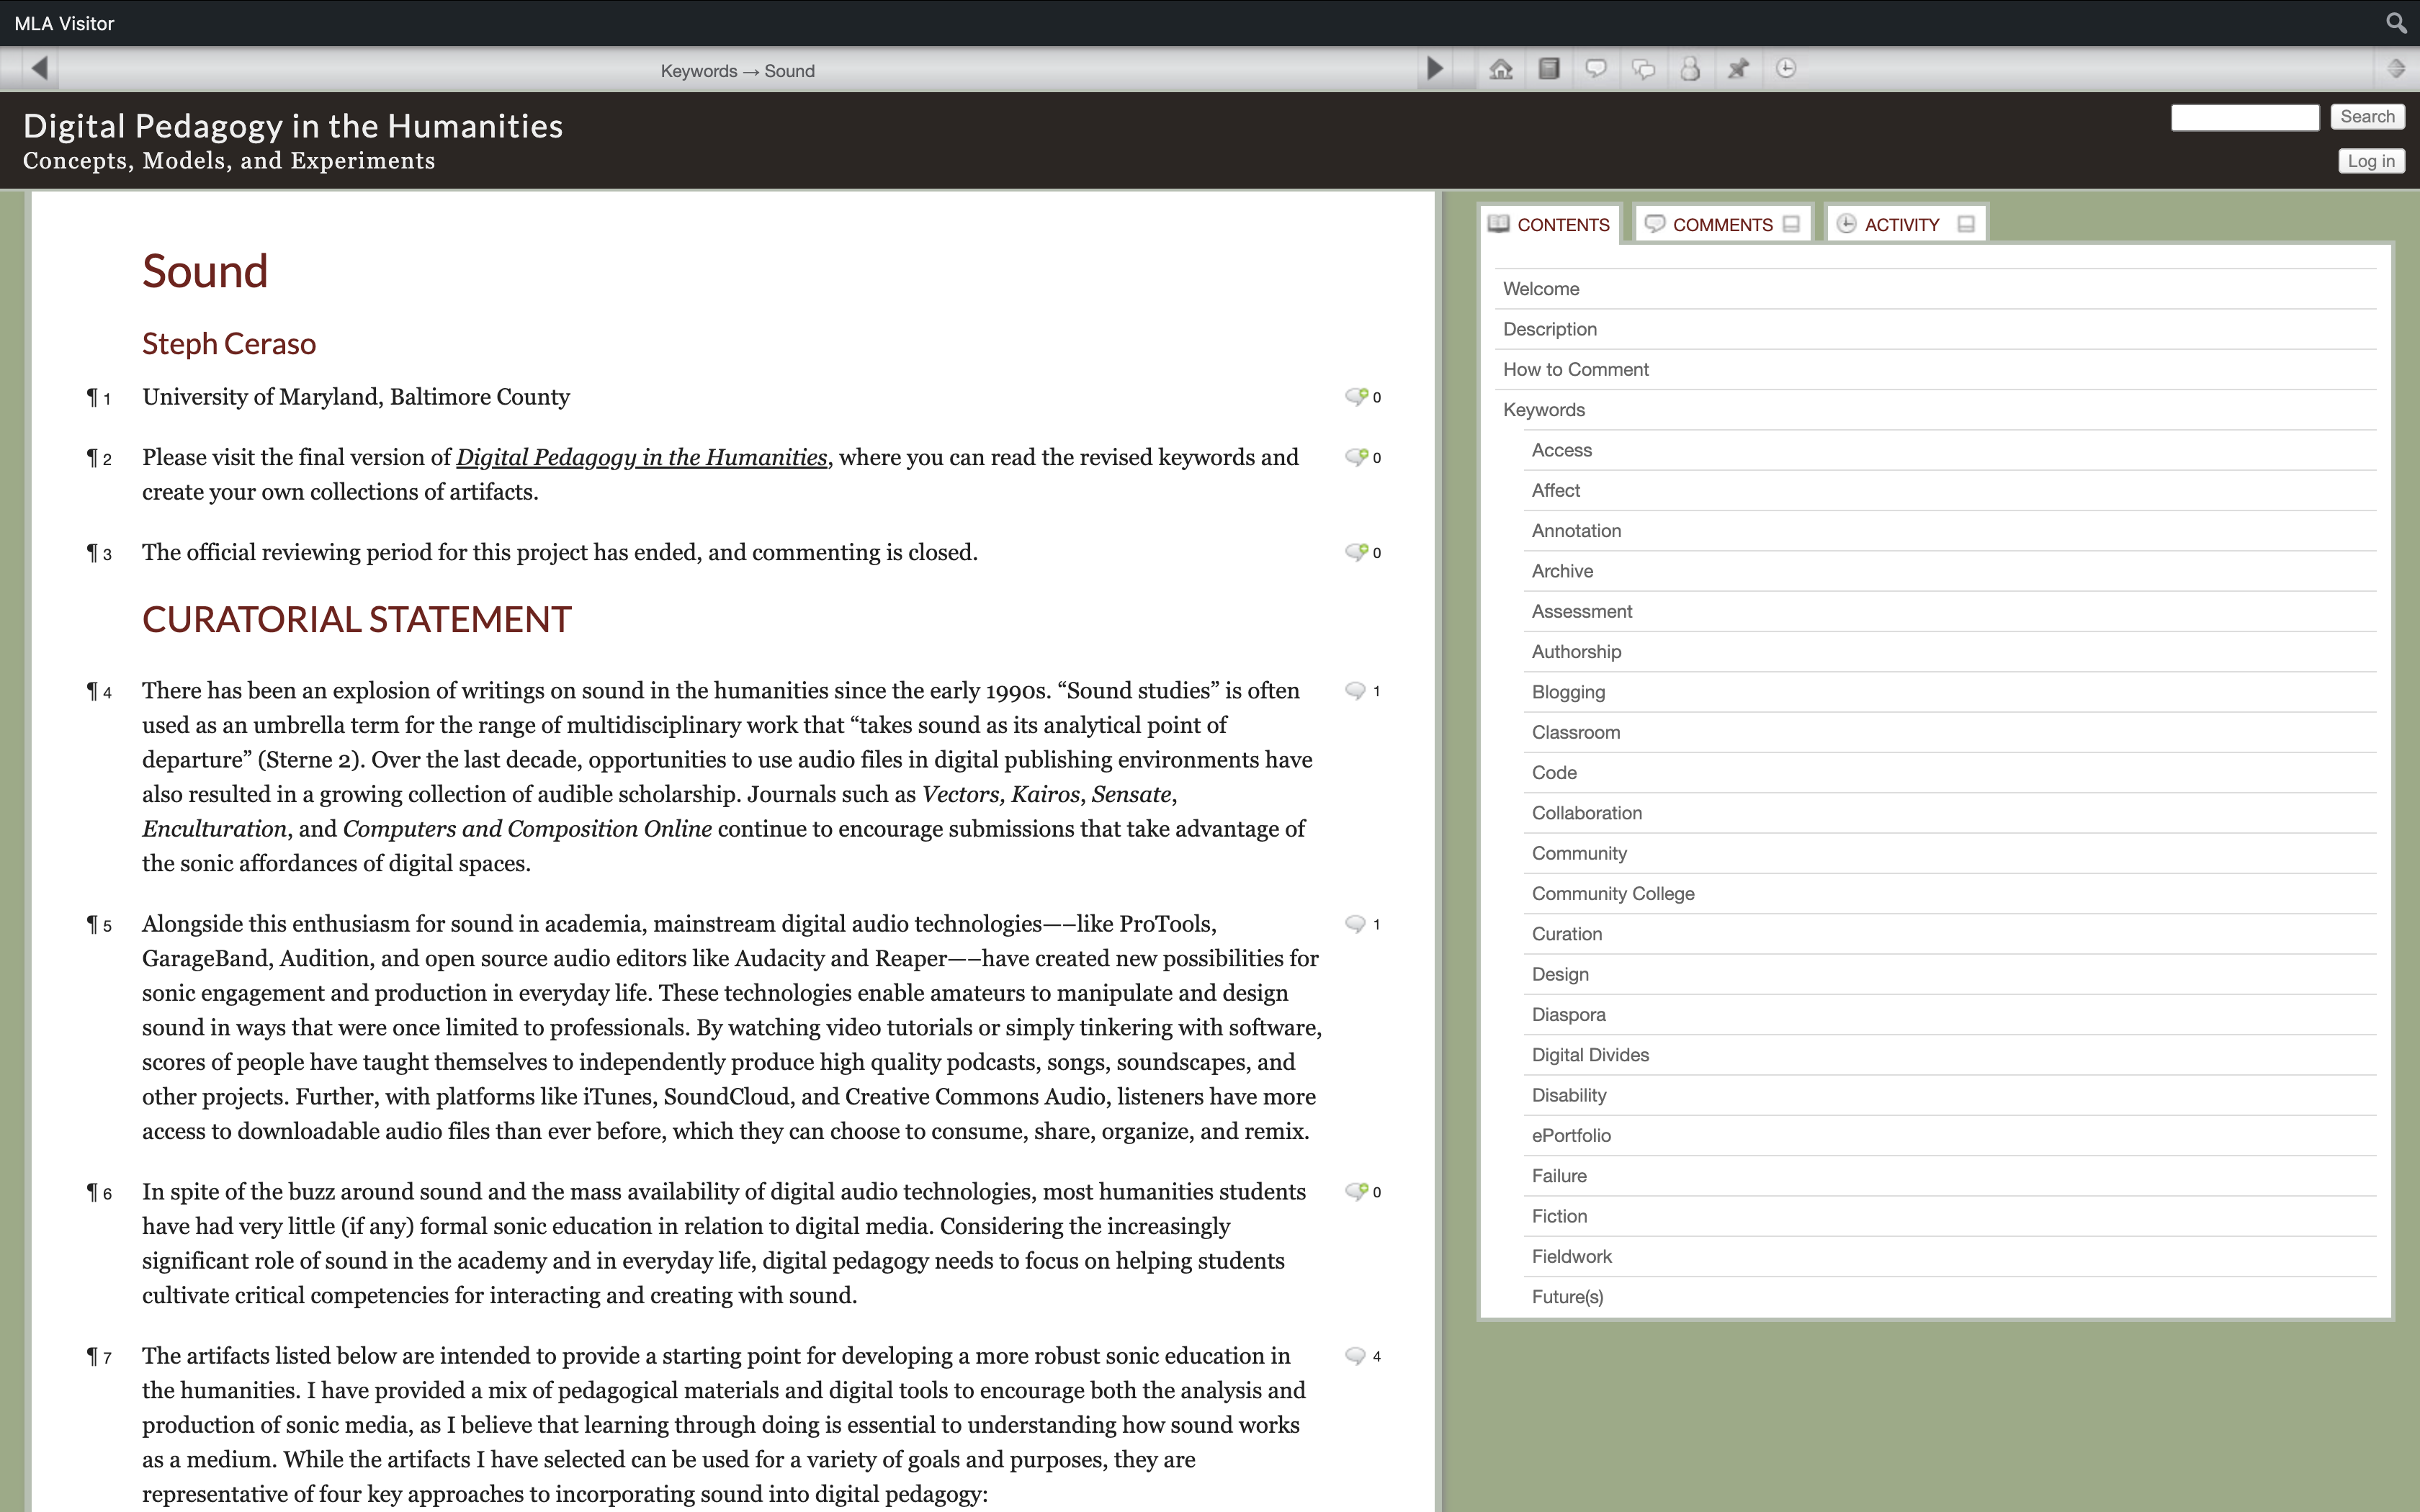 MLA Visitor
Keywords → Sound
Digital Pedagogy in the Humanities
Concepts, Models, and Experiments
Search
Log in
Sound
Steph Ceraso
¶ 1 University of Maryland, Baltimore County 0
¶ 2 Please visit the final version of Digital Pedagogy in the Humanities, where you can read the revised keywords and 0
create your own collections of artifacts.
¶ 3 The official reviewing period for this project has ended, and commenting is closed. 0
CURATORIAL STATEMENT
¶ 4 There has been an explosion of writings on sound in the humanities since the early 1990s. “Sound studies” is often 1
used as an umbrella term for the range of multidisciplinary work that “takes sound as its analytical point of
departure” (Sterne 2). Over the last decade, opportunities to use audio files in digital publishing environments have
also resulted in a growing collection of audible scholarship. Journals such as Vectors, Kairos, Sensate,
Enculturation, and Computers and Composition Online continue to encourage submissions that take advantage of
the sonic affordances of digital spaces.
¶ 5 Alongside this enthusiasm for sound in academia, mainstream digital audio technologies—–like ProTools, 1
GarageBand, Audition, and open source audio editors like Audacity and Reaper—–have created new possibilities for
sonic engagement and production in everyday life. These technologies enable amateurs to manipulate and design
sound in ways that were once limited to professionals. By watching video tutorials or simply tinkering with software,
scores of people have taught themselves to independently produce high quality podcasts, songs, soundscapes, and
other projects. Further, with platforms like iTunes, SoundCloud, and Creative Commons Audio, listeners have more
access to downloadable audio files than ever before, which they can choose to consume, share, organize, and remix.
¶ 6 In spite of the buzz around sound and the mass availability of digital audio technologies, most humanities students 0
have had very little (if any) formal sonic education in relation to digital media. Considering the increasingly
significant role of sound in the academy and in everyday life, digital pedagogy needs to focus on helping students
cultivate critical competencies for interacting and creating with sound.
¶ 7 The artifacts listed below are intended to provide a starting point for developing a more robust sonic education in 4
the humanities. I have provided a mix of pedagogical materials and digital tools to encourage both the analysis and
production of sonic media, as I believe that learning through doing is essential to understanding how sound works
as a medium. While the artifacts I have selected can be used for a variety of goals and purposes, they are
representative of four key approaches to incorporating sound into digital pedagogy:
CONTENTS
COMMENTS
ACTIVITY
Welcome
Description
How to Comment
Keywords
Access
Affect
Annotation
Archive
Assessment
Authorship
Blogging
Classroom
Code
Collaboration
Community
Community College
Curation
Design
Diaspora
Digital Divides
Disability
ePortfolio
Failure
Fiction
Fieldwork
Future(s)